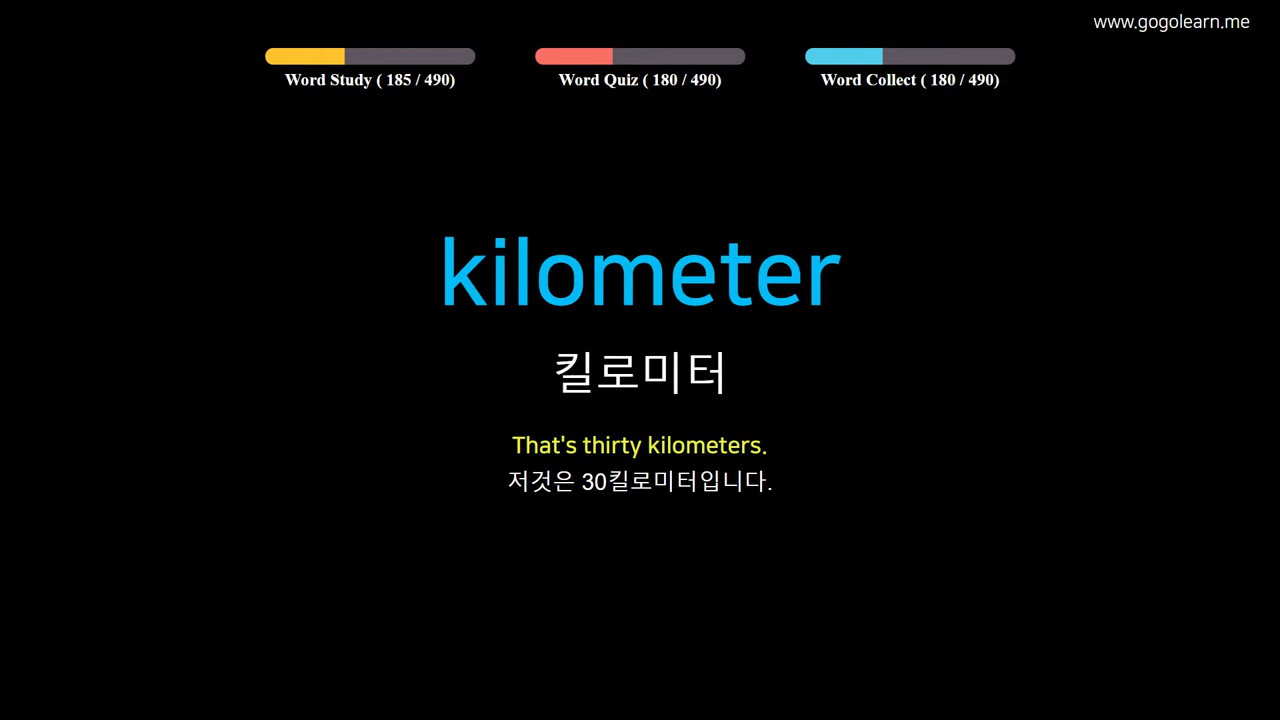 www.gogolearn.me
Word Study ( 185 / 490)
Word Quiz ( 180 / 490)
Word Collect ( 180 / 490)
kilometer
킬로미터
That's thirty kilometers.
저것은 30킬로미터입니다.